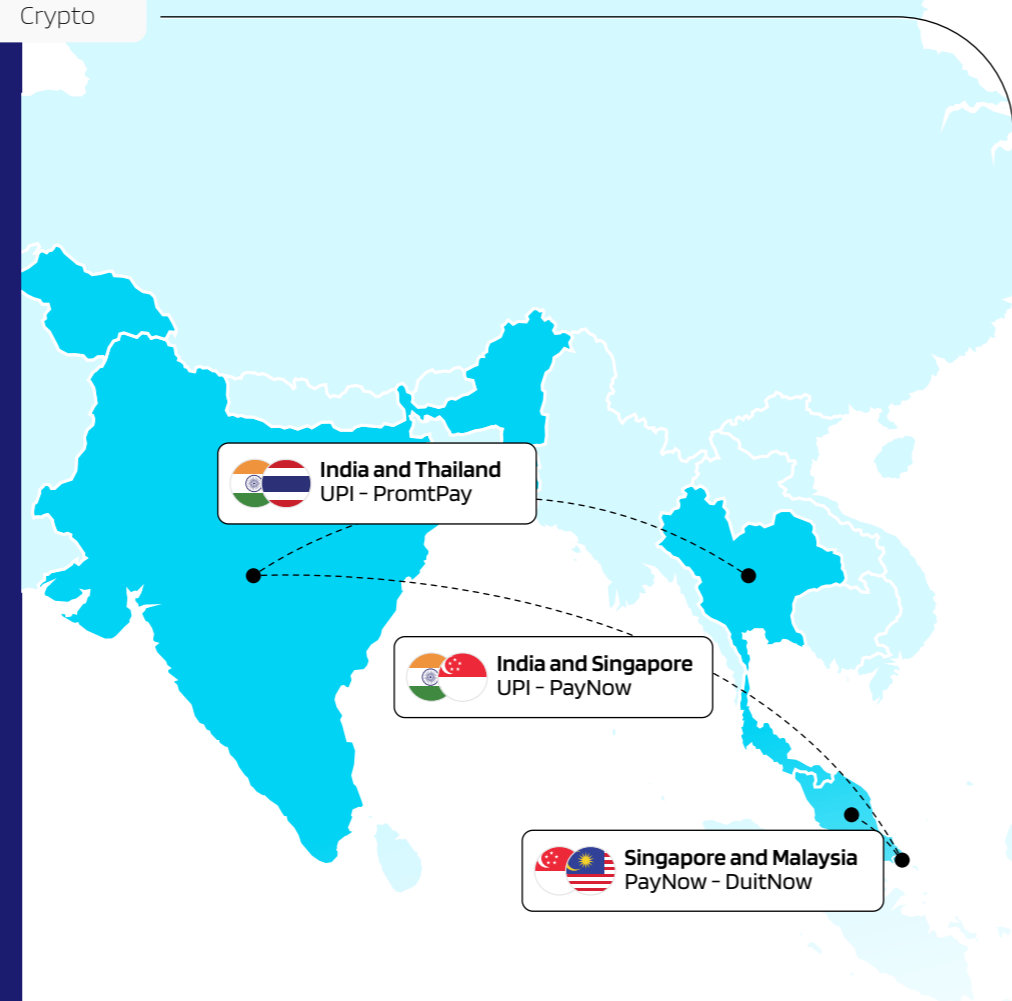 Crypto
India and Thailand
UPI - PromtPay
India and Singapore
UPI - PayNow
Singapore and Malaysia
PayNow - DuitNow